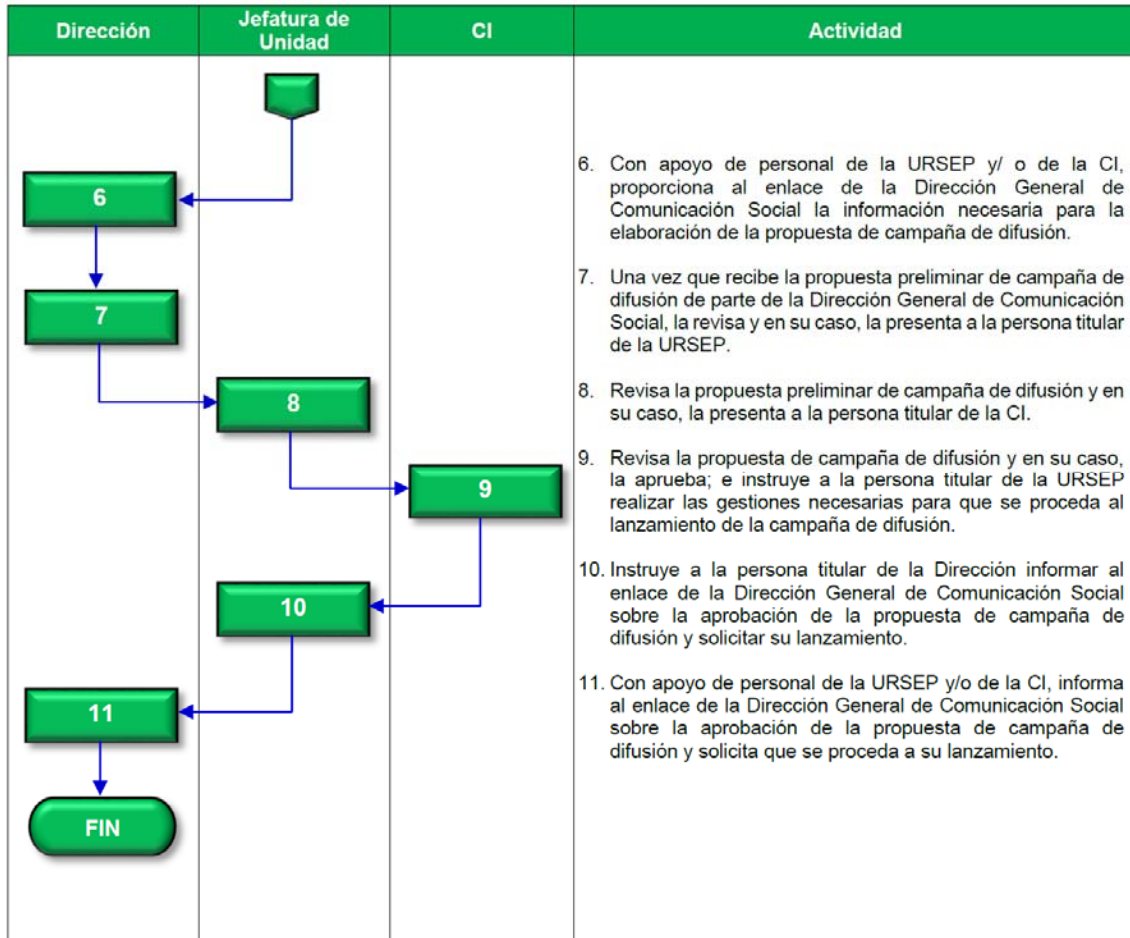 Dirección
Jefatura de
Unidad
CI
Actividad
6
7
8
9
10
11
FIN
6. Con apoyo de personal de la URSEP y/ o de la CI,
proporciona al enlace de la Dirección General de
Comunicación Social la información necesaria para la
elaboración de la propuesta de campaña de difusión.
7. Una vez que recibe la propuesta preliminar de campaña de
difusión de parte de la Dirección General de Comunicación
Social, la revisa y en su caso, la presenta a la persona titular
de la URSEP.
8. Revisa la propuesta preliminar de campaña de difusión y en
su caso, la presenta a la persona titular de la CI.
9. Revisa la propuesta de campaña de difusión y en su caso,
la aprueba; e instruye a la persona titular de la URSEP
realizar las gestiones necesarias para que se proceda al
lanzamiento de la campaña de difusión.
10. Instruye a la persona titular de la Dirección informar al
enlace de la Dirección General de Comunicación Social
sobre la aprobación de la propuesta de campaña de
difusión y solicitar su lanzamiento.
11. Con apoyo de personal de la URSEP y/o de la CI, informa
al enlace de la Dirección General de Comunicación Social
sobre la aprobación de la propuesta de campaña de
difusión y solicita que se proceda a su lanzamiento.